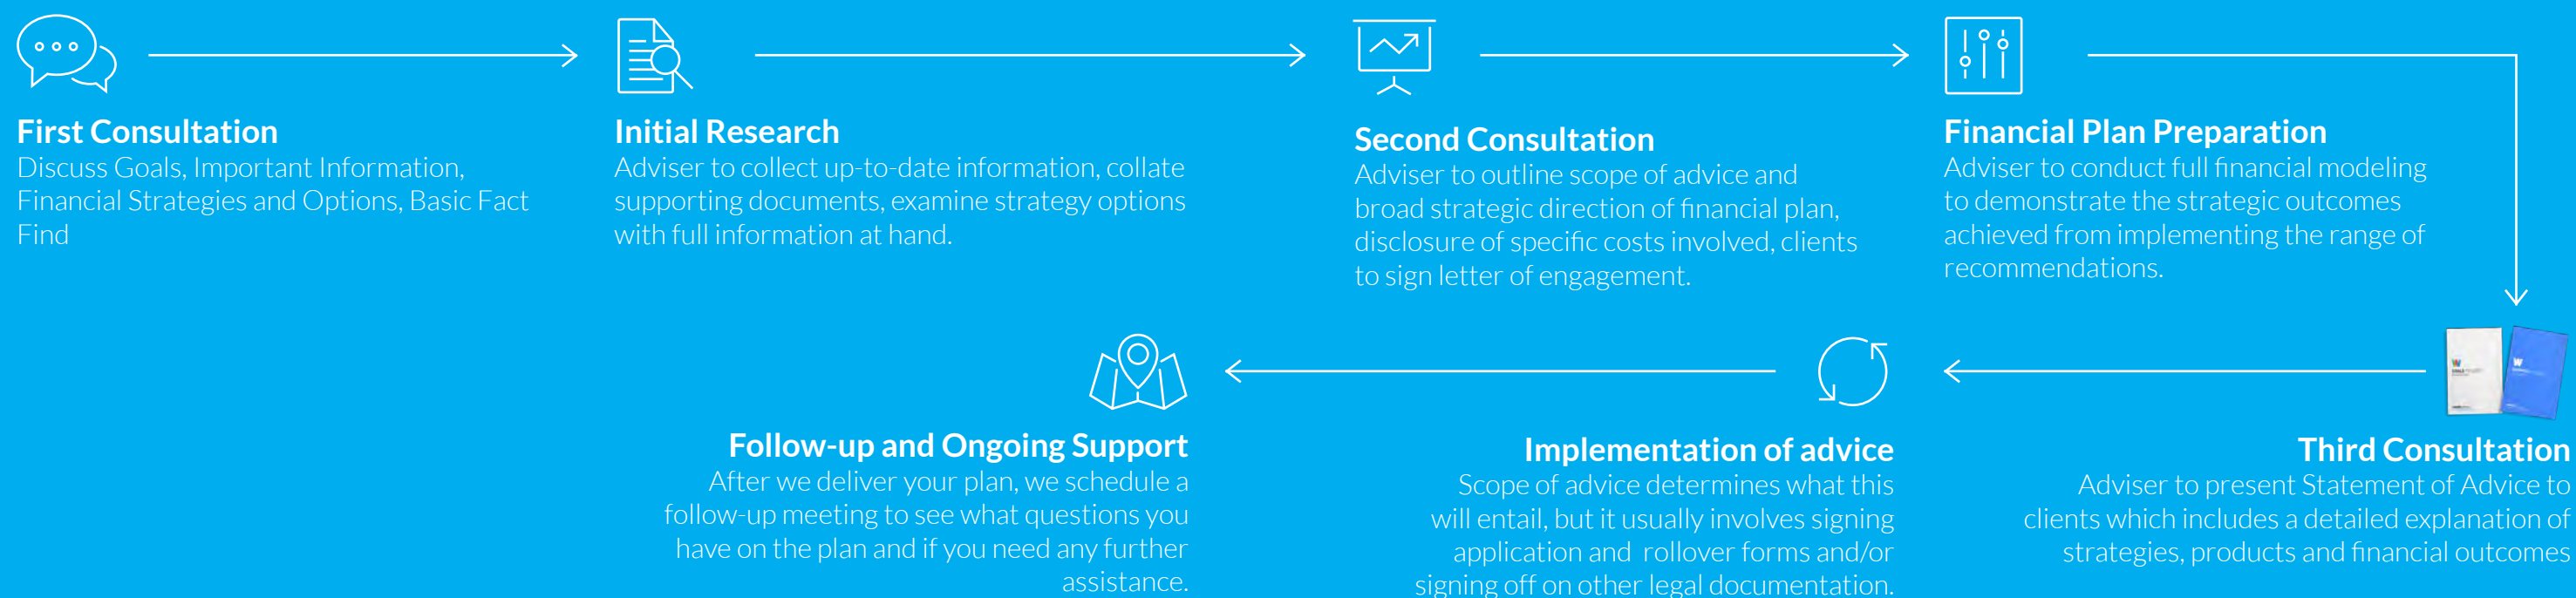 First Consultation
Discuss Goals, Important Information,
Financial Strategies and Options, Basic Fact
Find
Initial Research
Adviser to collect up-to-date information, collate
supporting documents, examine strategy options
with full information at hand.
Second Consultation
Adviser to outline scope of advice and
broad strategic direction of financial plan,
disclosure of specific costs involved, clients
to sign letter of engagement.
Financial Plan Preparation
Adviser to conduct full financial modeling
to demonstrate the strategic outcomes
achieved from implementing the range of
recommendations.
Third Consultation
Adviser to present Statement of Advice to
clients which includes a detailed explanation of
strategies, products and financial outcomes
Implementation of advice
Scope of advice determines what this
will entail, but it usually involves signing
application and rollover forms and/or
signing off on other legal documentation.
Follow-up and Ongoing Support
After we deliver your plan, we schedule a
follow-up meeting to see what questions you
have on the plan and if you need any further
assistance.